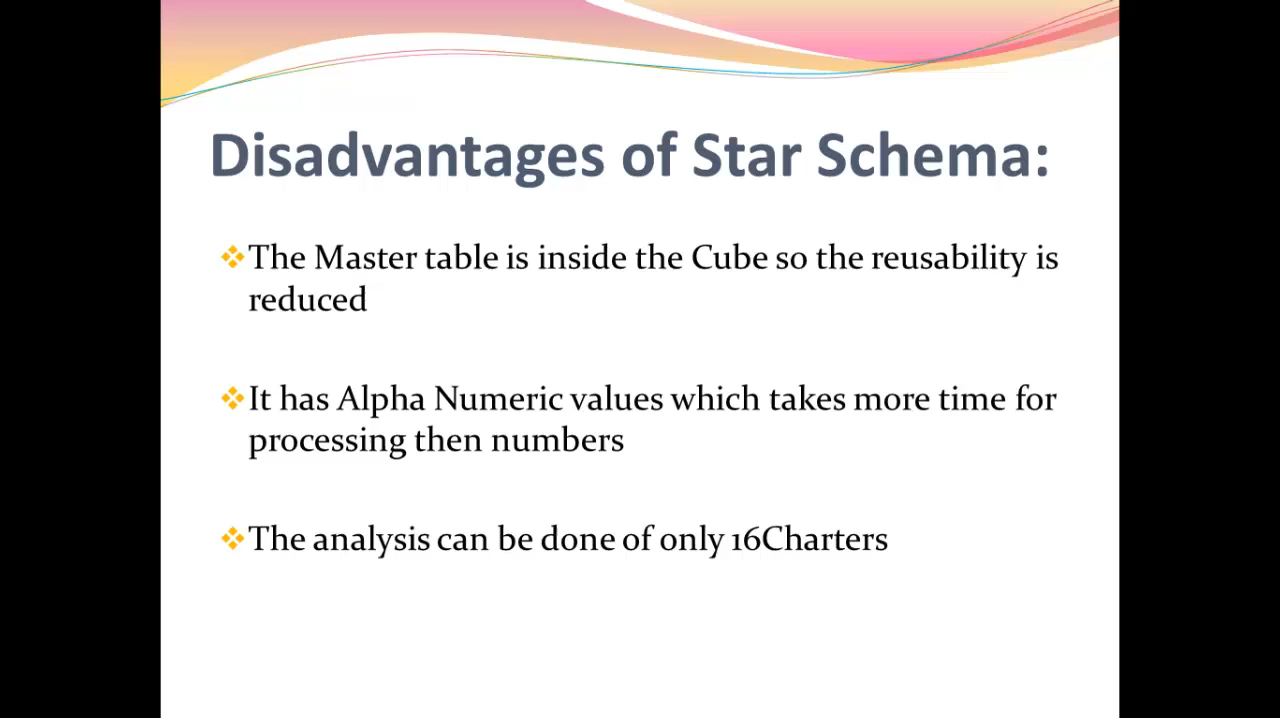 Disadvantages of Star Schema:
The Master table is inside the Cube so the reusability is
reduced
It has Alpha Numeric values which takes more time for
processing then numbers
The analysis can be done of only 16Charters